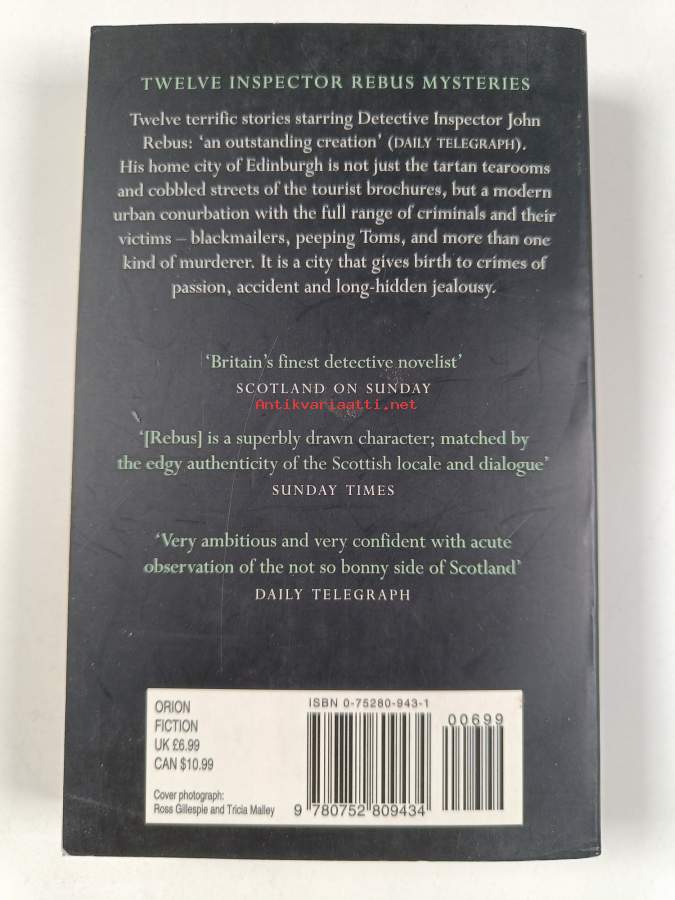 TWELVE INSPECTOR REBUS MYSTERIES
Twelve terrific stories starring Detective Inspector John
Rebus: ‘an outstanding creation’ (DAILY TELEGRAPH).
His home city of Edinburgh is not just the tartan tearooms
and cobbled streets of the tourist brochures, but a modern
urban conurbation with the full range of criminals and their
victims – blackmailers, peeping Toms, and more than one
kind of murderer. It is a city that gives birth to crimes of
passion, accident and long-hidden jealousy.
‘Britain’s finest detective novelist’
SCOTLAND ON SUNDAY
Antikvariaatti.net
‘[Rebus] is a superbly drawn character; matched by
the edgy authenticity of the Scottish locale and dialogue’
SUNDAY TIMES
‘Very ambitious and very confident with acute
observation of the not so bonny side of Scotland’
DAILY TELEGRAPH
ORION
FICTION
UK £6.99
CAN $10.99
Cover photograph:
Ross Gillespie and Tricia Malley
ISBN 0-75280-943-1
00699
9 780752 809434